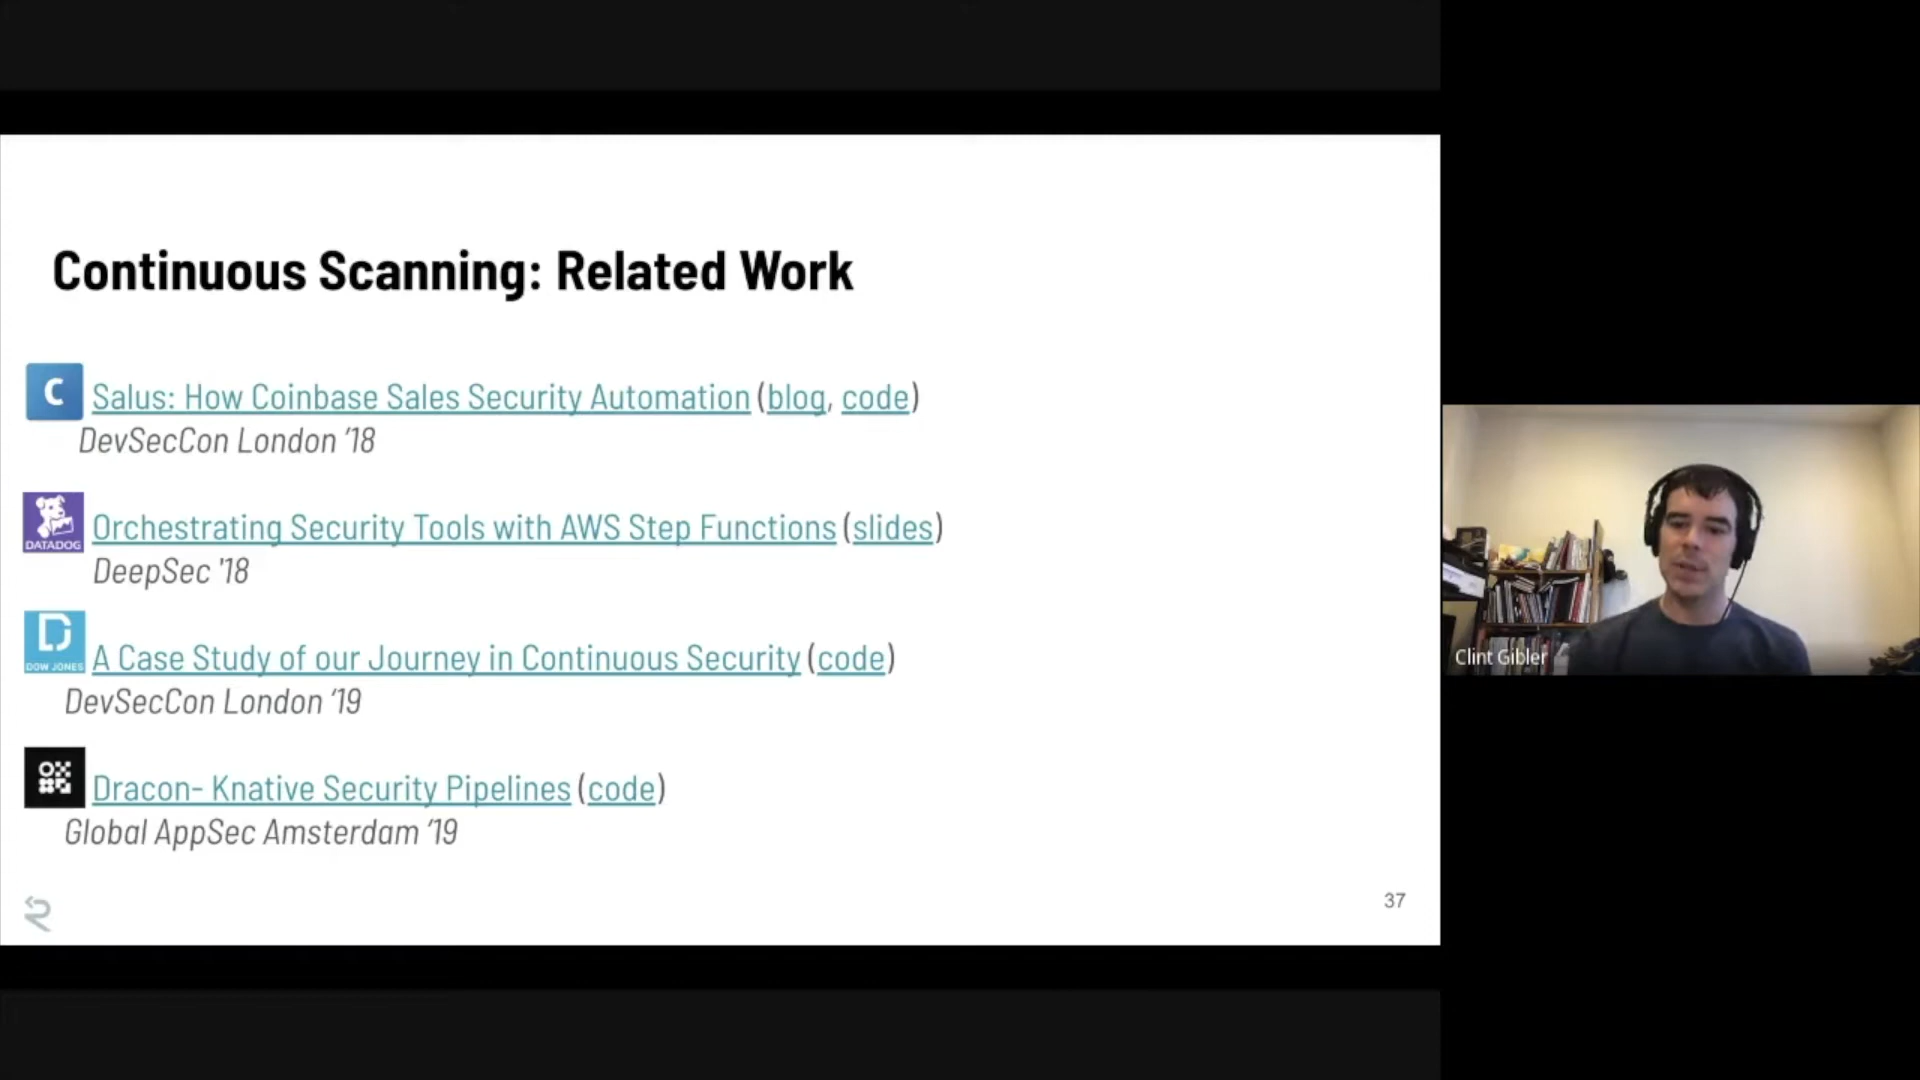 Continuous Scanning: Related Work
C Salus: How Coinbase Sales Security Automation (blog, code)
DevSecCon London ‘18
DATADOG Orchestrating Security Tools with AWS Step Functions (slides)
DeepSec '18
DOW JONES A Case Study of our Journey in Continuous Security (code)
DevSecCon London ‘19
Dracon- Knative Security Pipelines (code)
Global AppSec Amsterdam ‘19
37
Clint Gibler